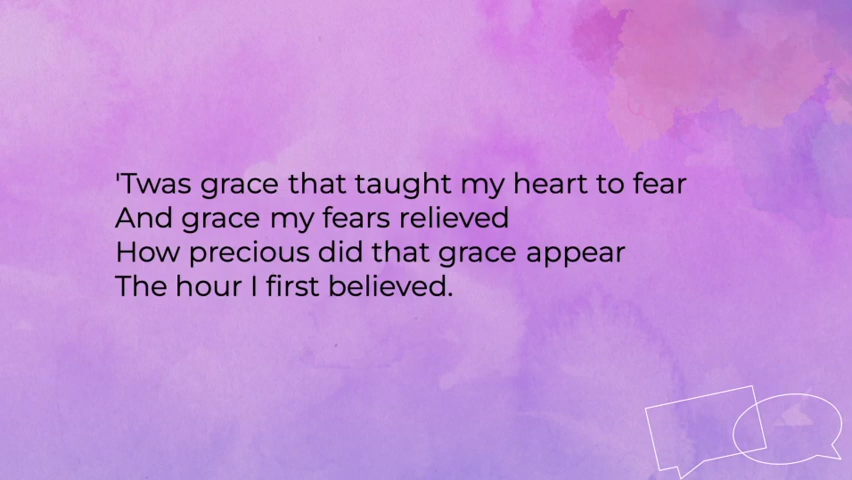 'Twas grace that taught my heart to fear
And grace my fears relieved
How precious did that grace appear
The hour I first believed.